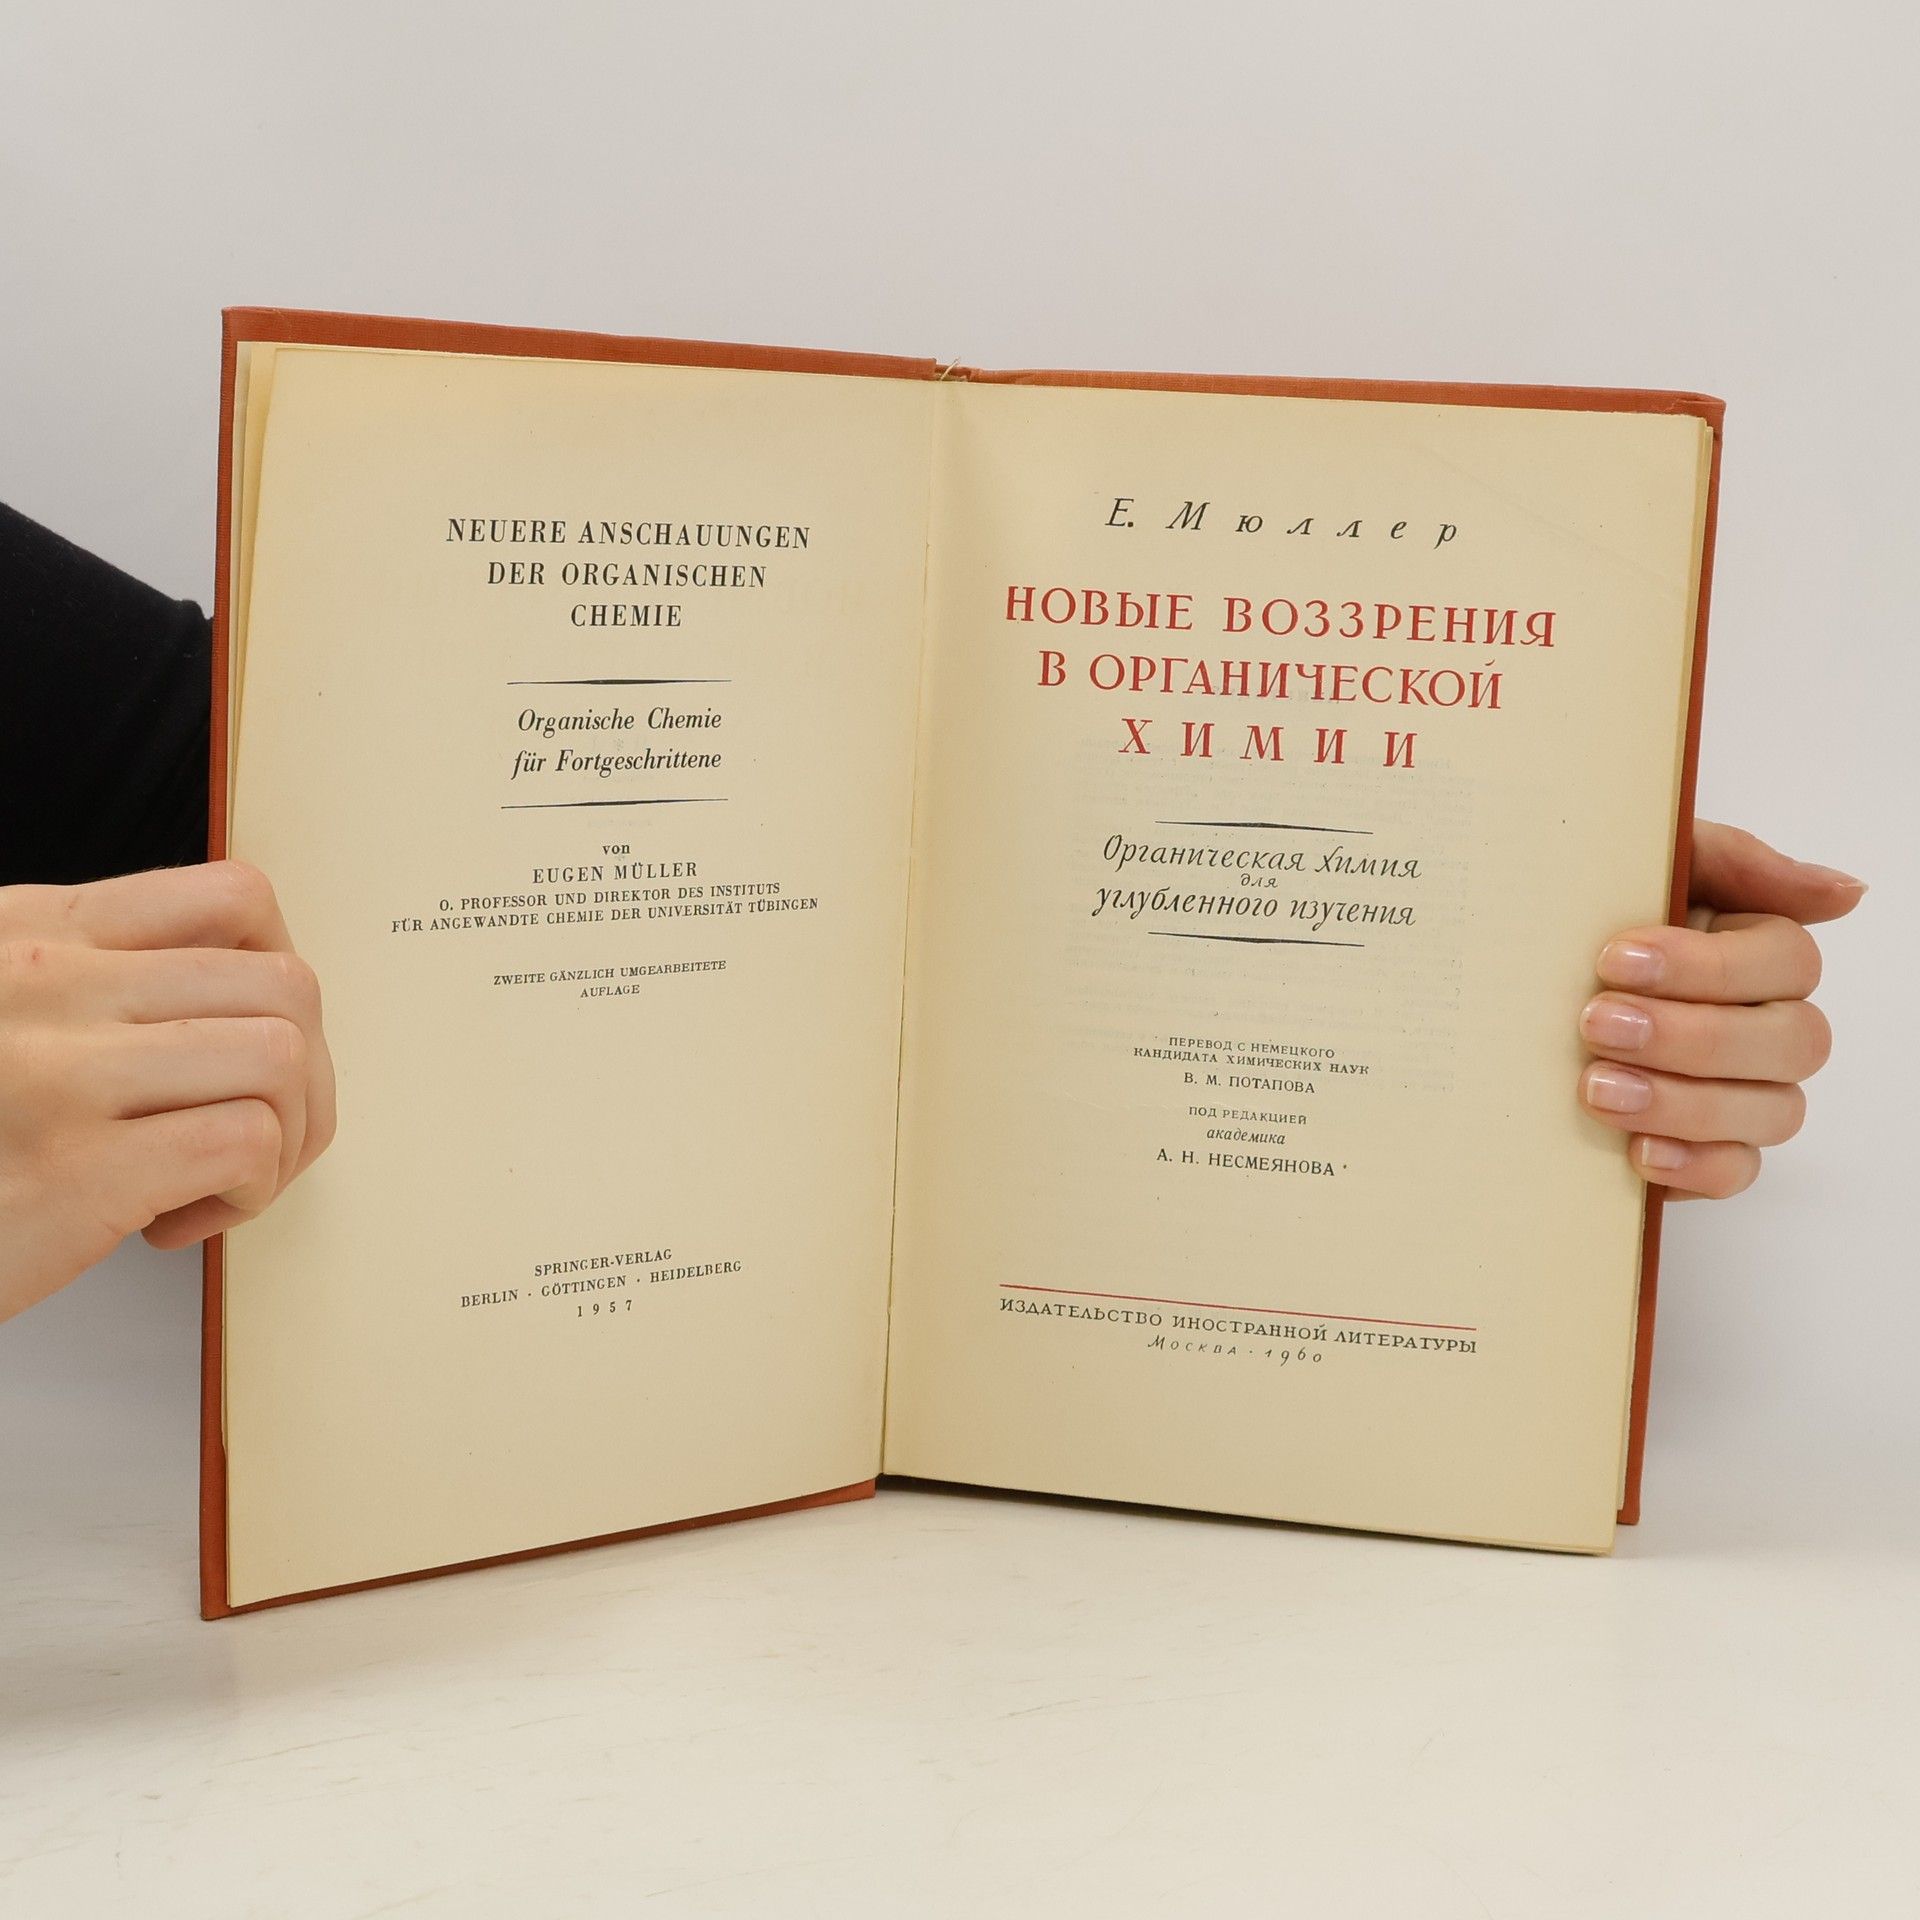 NEUERE ANSCHAUUNGEN
DER ORGANISCHEN
CHEMIE
Organische Chemie
für Fortgeschrittene
von
EUGEN MÜLLER
O. PROFESSOR UND DIREKTOR DES INSTITUTS
FÜR ANGEWANDTE CHEMIE DER UNIVERSITÄT TÜBINGEN
ZWEITE GÄNZLICH UMGEARBEITETE
AUFLAGE
SPRINGER-VERLAG
BERLIN · GÖTTINGEN · HEIDELBERG
1957
Е. Мюллер
НОВЫЕ ВОЗЗРЕНИЯ
В ОРГАНИЧЕСКОЙ
ХИМИИ
Органическая химия
для
углубленного изучения
ПЕРЕВОД С НЕМЕЦКОГО
КАНДИДАТА ХИМИЧЕСКИХ НАУК
В. М. ПОТАПОВА
ПОД РЕДАКЦИЕЙ
академика
А. Н. НЕСМЕЯНОВА
ИЗДАТЕЛЬСТВО ИНОСТРАННОЙ ЛИТЕРАТУРЫ
Москва · 1960